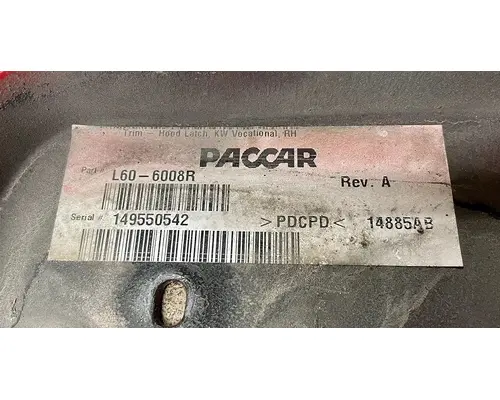 Trim - Hood Latch, KW Vocational, RH
PACCAR
Part# L60-6008R Rev. A
Serial # 149550542 >PDCPD< 14885AB